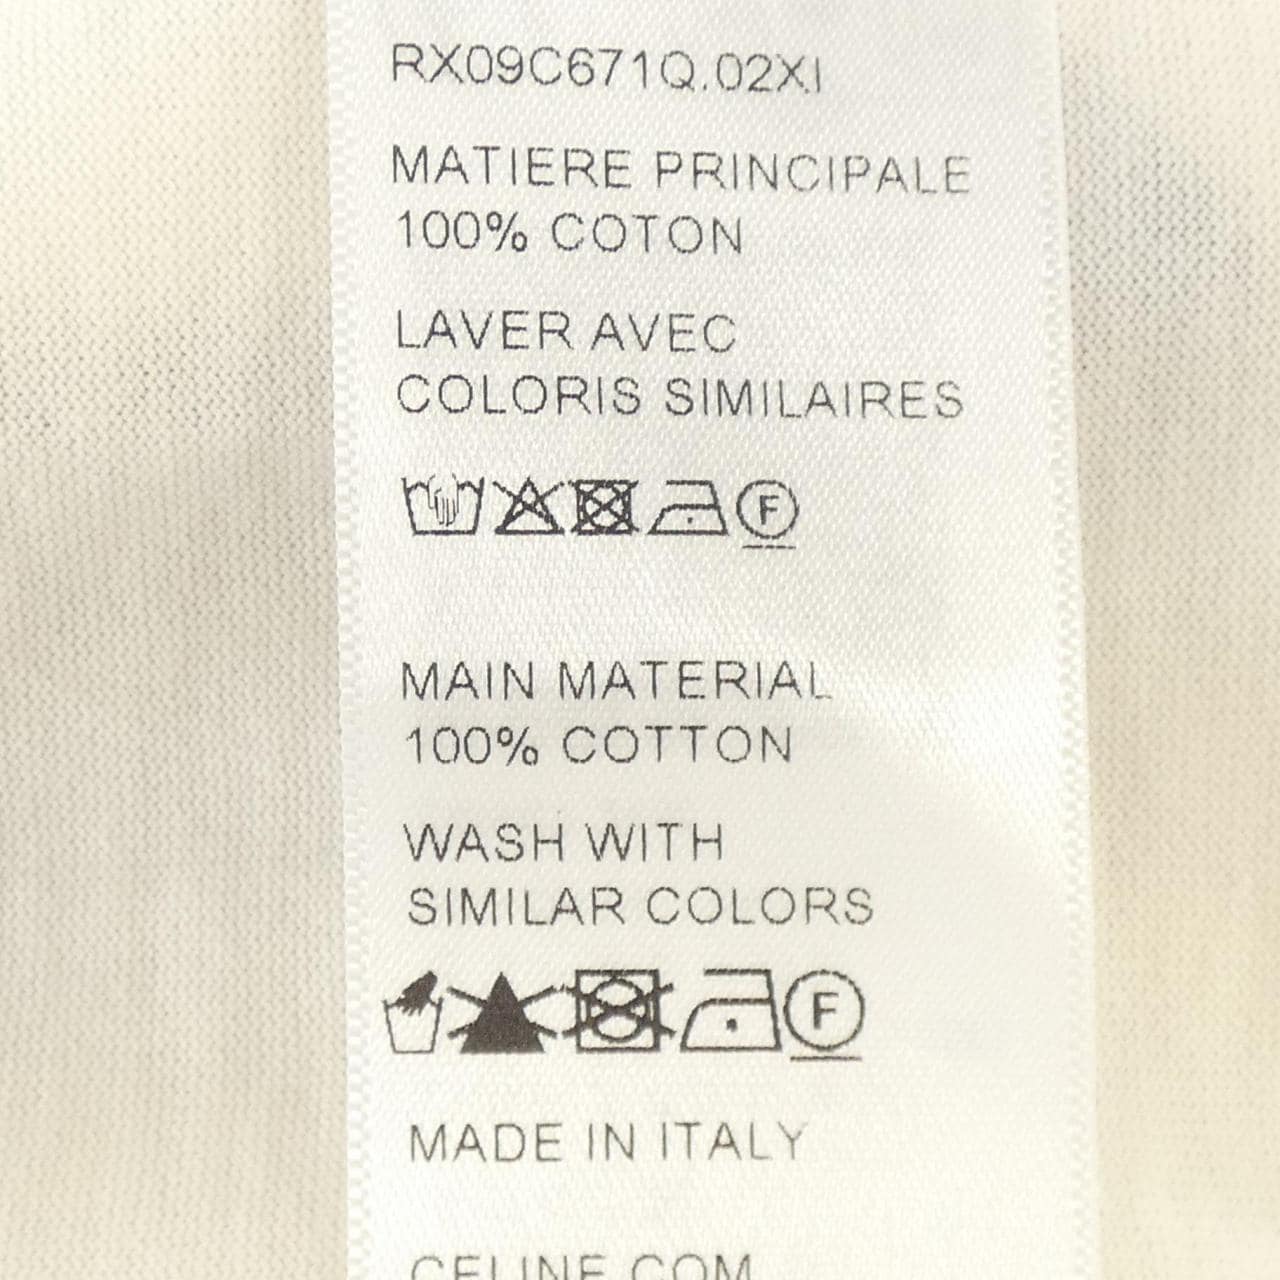 RX09C671Q.02XI
MATIERE PRINCIPALE
100% COTON
LAVER AVEC
COLORIS SIMILAIRES
F
MAIN MATERIAL
100% COTTON
WASH WITH
SIMILAR COLORS
F
MADE IN ITALY
CELINE.COM